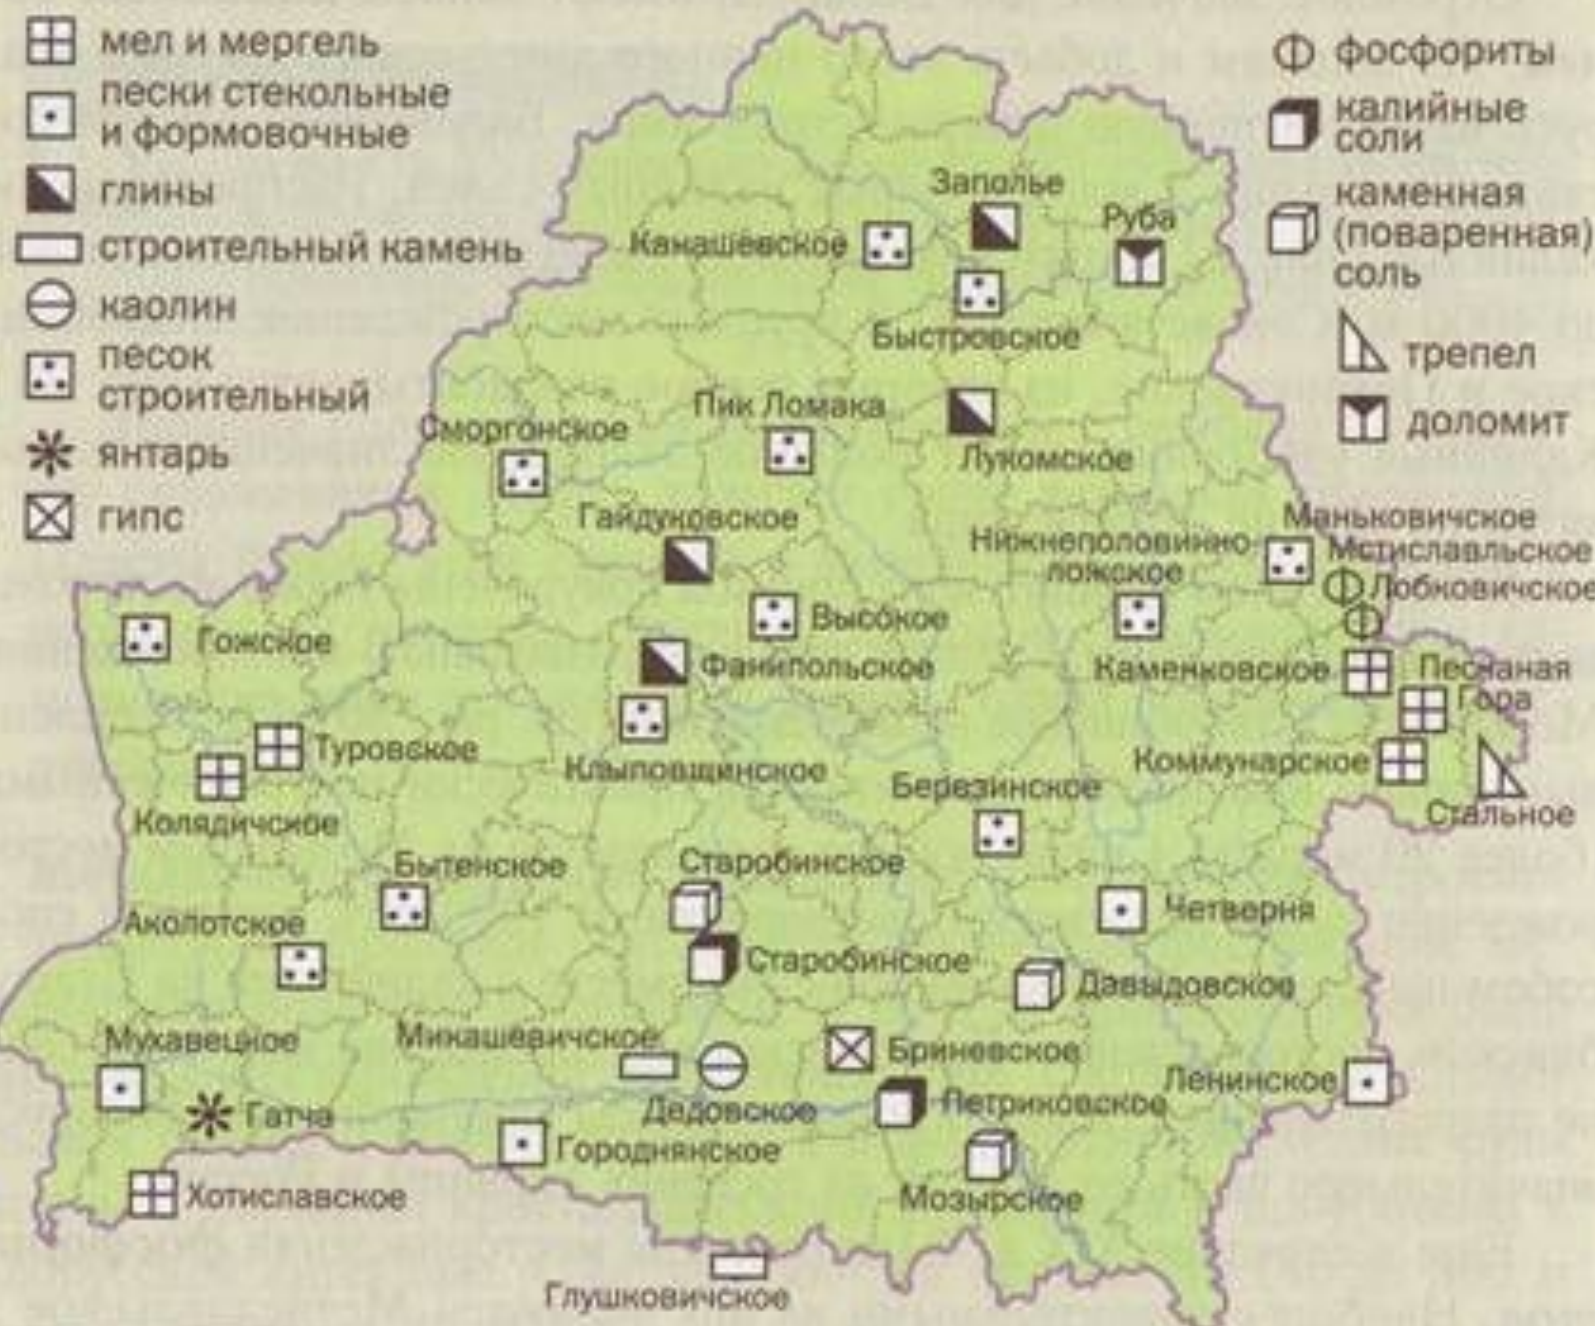 мел и мергель
пески стекольные
и формовочные
глины
строительный камень
каолин
песок
строительный
янтарь
гипс
фосфориты
калийные
соли
каменная
(поваренная)
соль
трепел
доломит
Заполье
Руба
Канашевское
Быстровское
Пик Ломака
Сморгонское
Лукомское
Гайдуковское
Маньковичское
Нижнеполовинно-
ложское
Мстиславльское
Лобковичское
Высокое
Гожское
Фанипольское
Каменковское
Песчаная
Гора
Туровское
Клыповщинское
Коммунарское
Березинское
Колядичское
Стальное
Бытенское
Старобинское
Аколотское
Четверня
Старобинское
Давыдовское
Мухавецкое
Микашевичское
Бриневское
Ленинское
Гатча
Дедовское
Петриковское
Городнянское
Хотиславское
Мозырское
Глушковичское